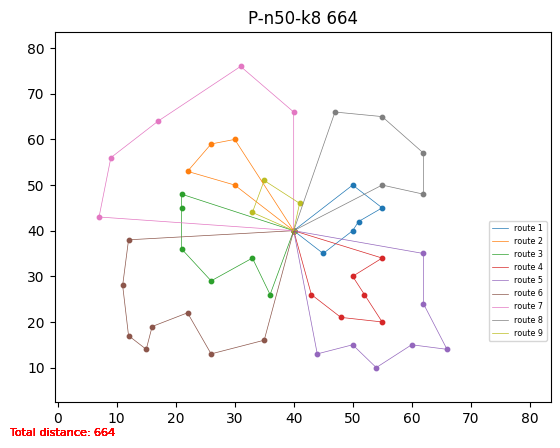 P-n50-k8 664
80
70
60
50
40
30
20
10
0 10 20 30 40 50 60 70 80
route 1
route 2
route 3
route 4
route 5
route 6
route 7
route 8
route 9
Total distance: 664